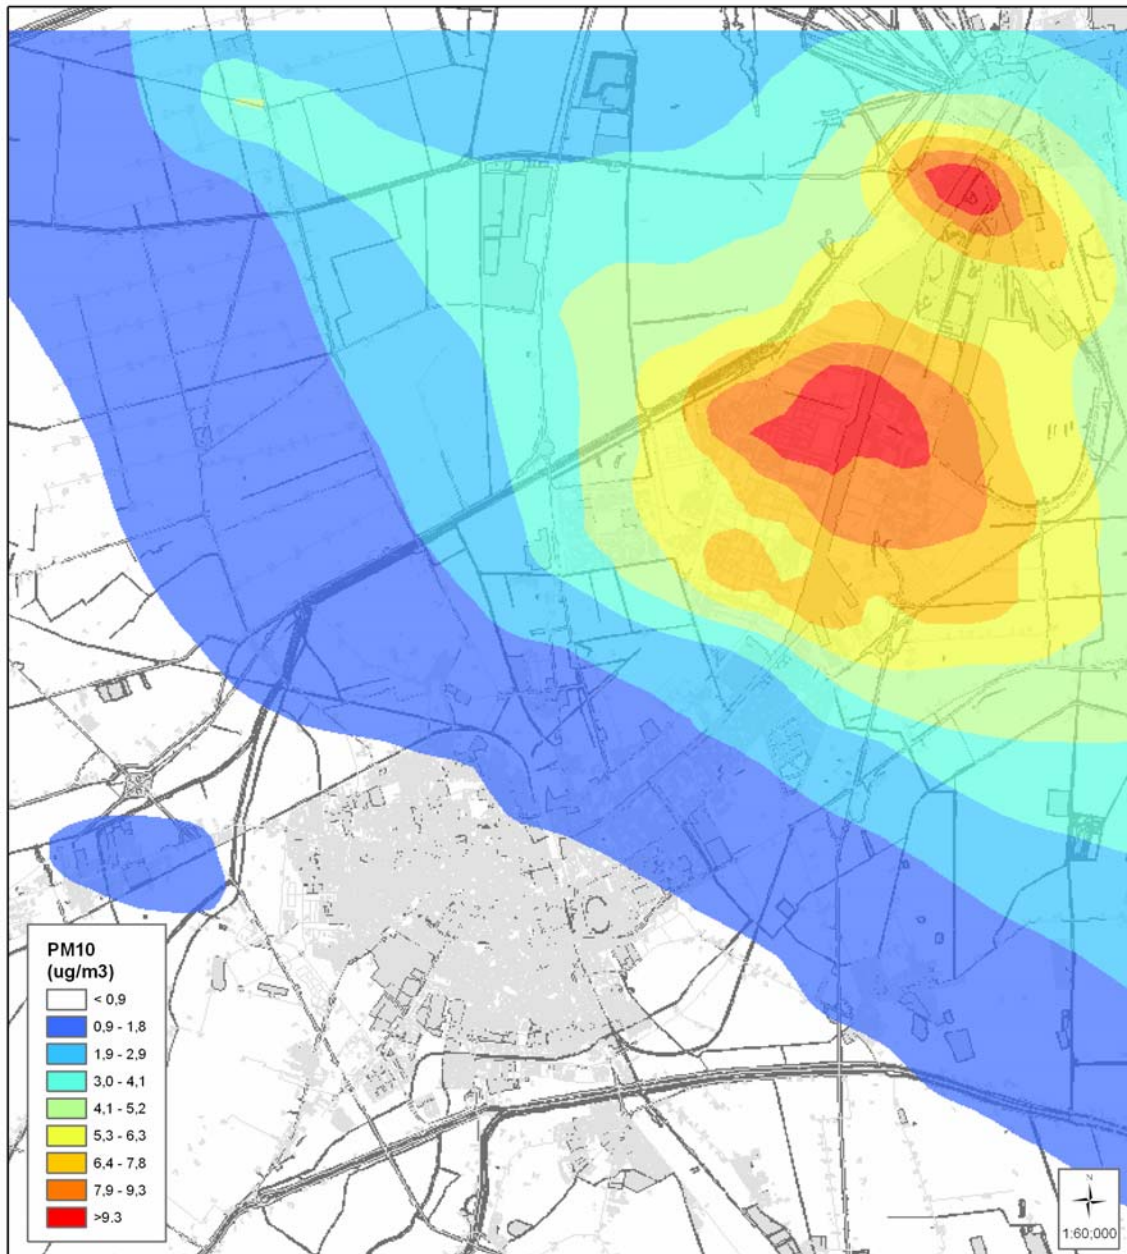 PM10
(ug/m3)
< 0,9
0,9 - 1,8
1,9 - 2,9
3,0 - 4,1
4,1 - 5,2
5,3 - 6,3
6,4 - 7,8
7,9 - 9,3
>9.3
N
1:60;000